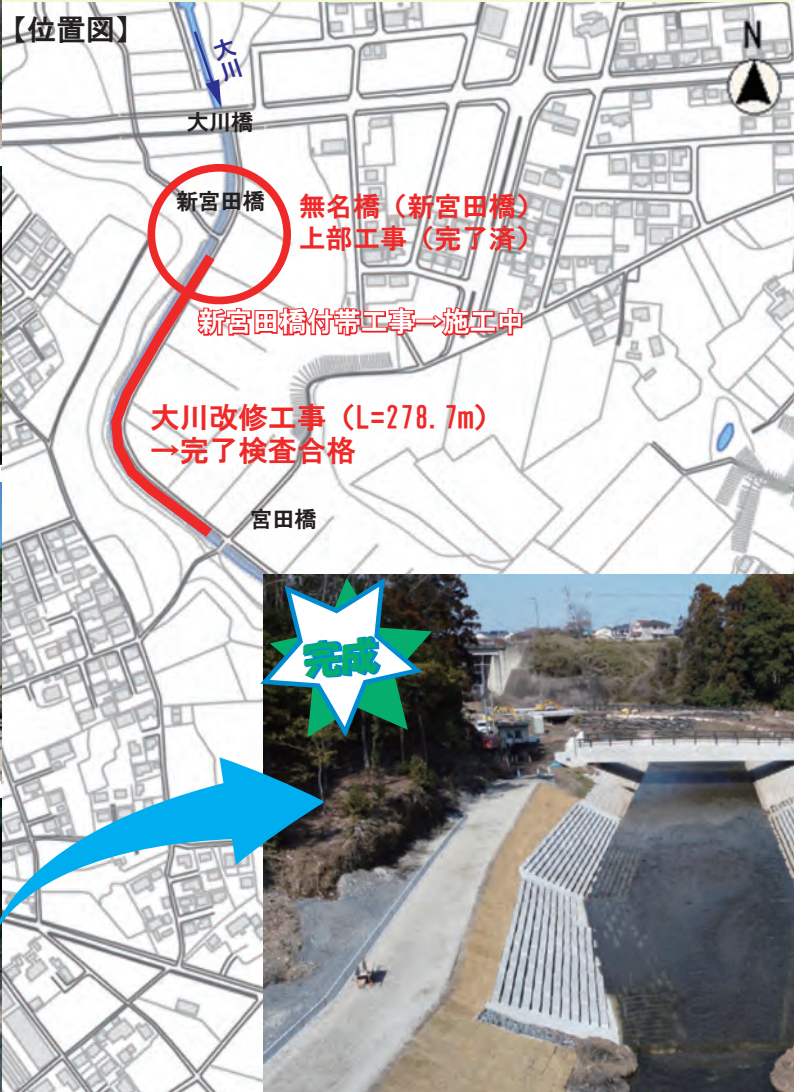 【位置図】
N
大川
大川橋
新宮田橋
無名橋（新宮田橋）
上部工事（完了済）
新宮田橋付帯工事→施工中
大川改修工事（L=278.7m）
→完了検査合格
宮田橋
完成